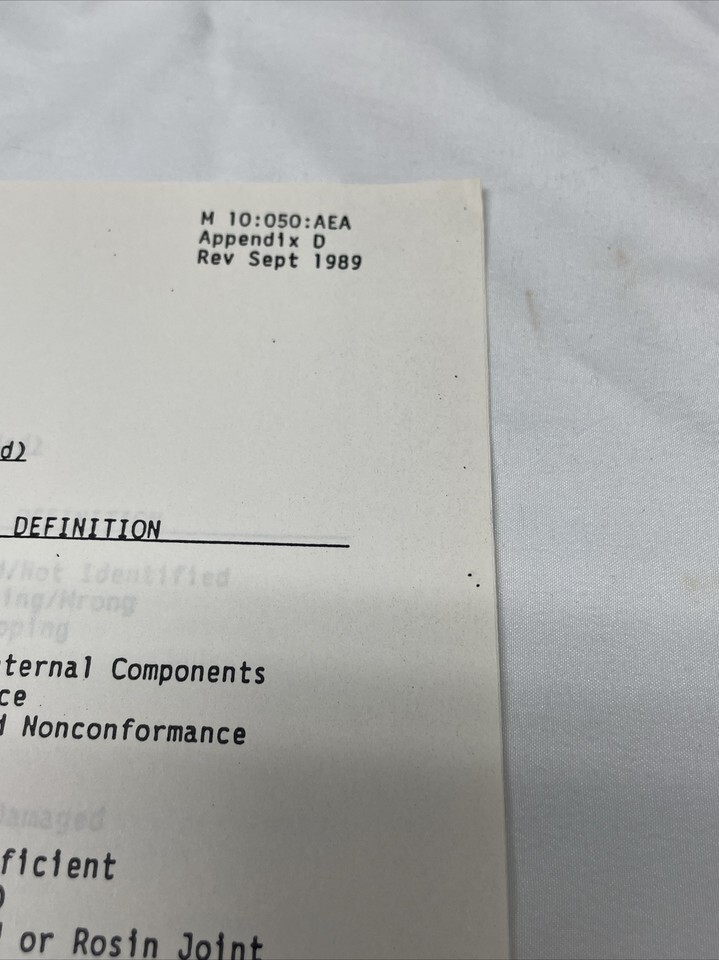 M 10:050:AEA
Appendix D
Rev Sept 1989
d)
DEFINITION
/Not Identified
ing/Wrong
pping
ternal Components
ce
d Nonconformance
Damaged
ficient
)
or Rosin Joint